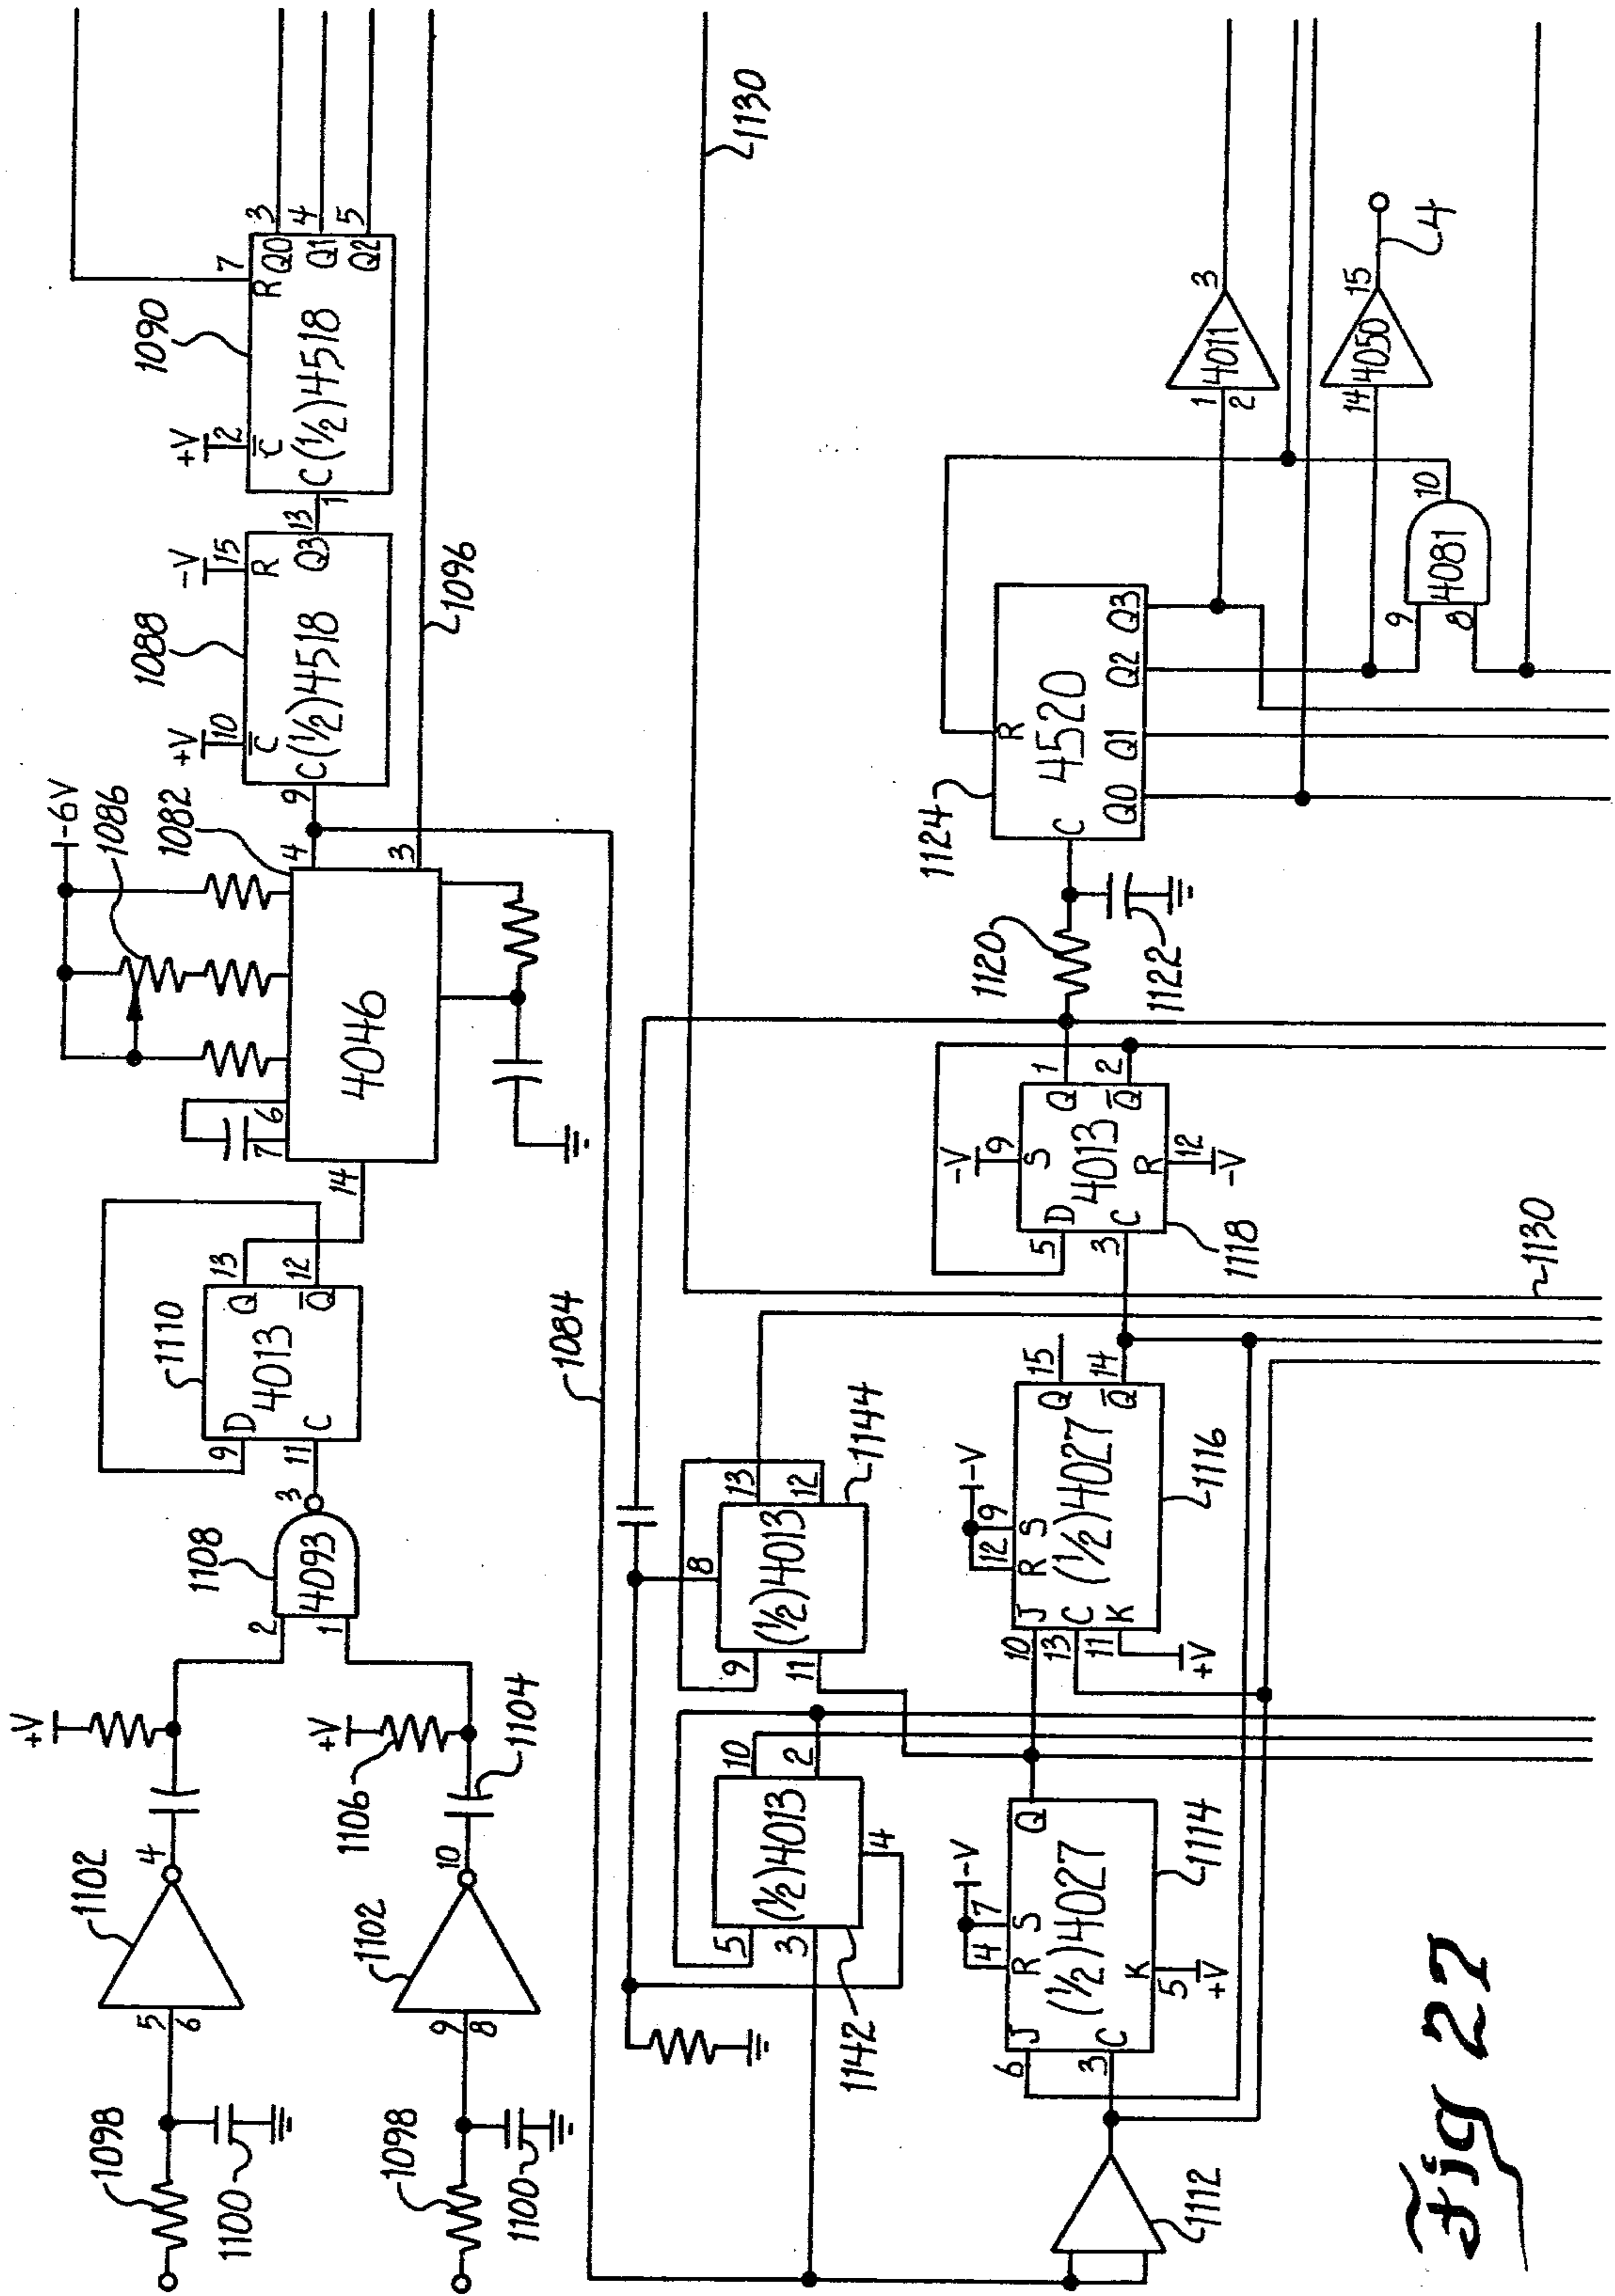 1098
1100
5
6
1102
4
+V
1098
1100
9
8
1102
10
+V
1106
1104
2
1
1108
4093
3
1110
9 D
11 C
4013
Q 13
Q̅ 12
14
7
6
4046
1086
1082
-6V
4
3
1084
1088
+V
10
C̅
9
C (1/2) 4518
-V
15
R
Q3 13
1090
+V
2
C̅
1
C (1/2) 4518
7
R
Q0 3
Q1 4
Q2 5
1096
1130
1112
1142
5
3
(1/2) 4013
10
2
14
1144
8
9
11
(1/2) 4013
13
12
1114
6 J
3 C
-V
4 7
R S
(1/2) 4027
K
5
+V
Q
1116
10 J
13 C
11 K
+V
-V
12 9
R S
(1/2) 4027
Q 15
Q̅ 14
1130
1118
5 D
3 C
-V
9
S
4013
R
12
-V
Q 1
Q̅ 2
1120
1122
1124
C
4520
R
Q0 Q1 Q2 Q3
1
2
4011
3
14
4050
15
4
9
8
4081
10
Fig 27